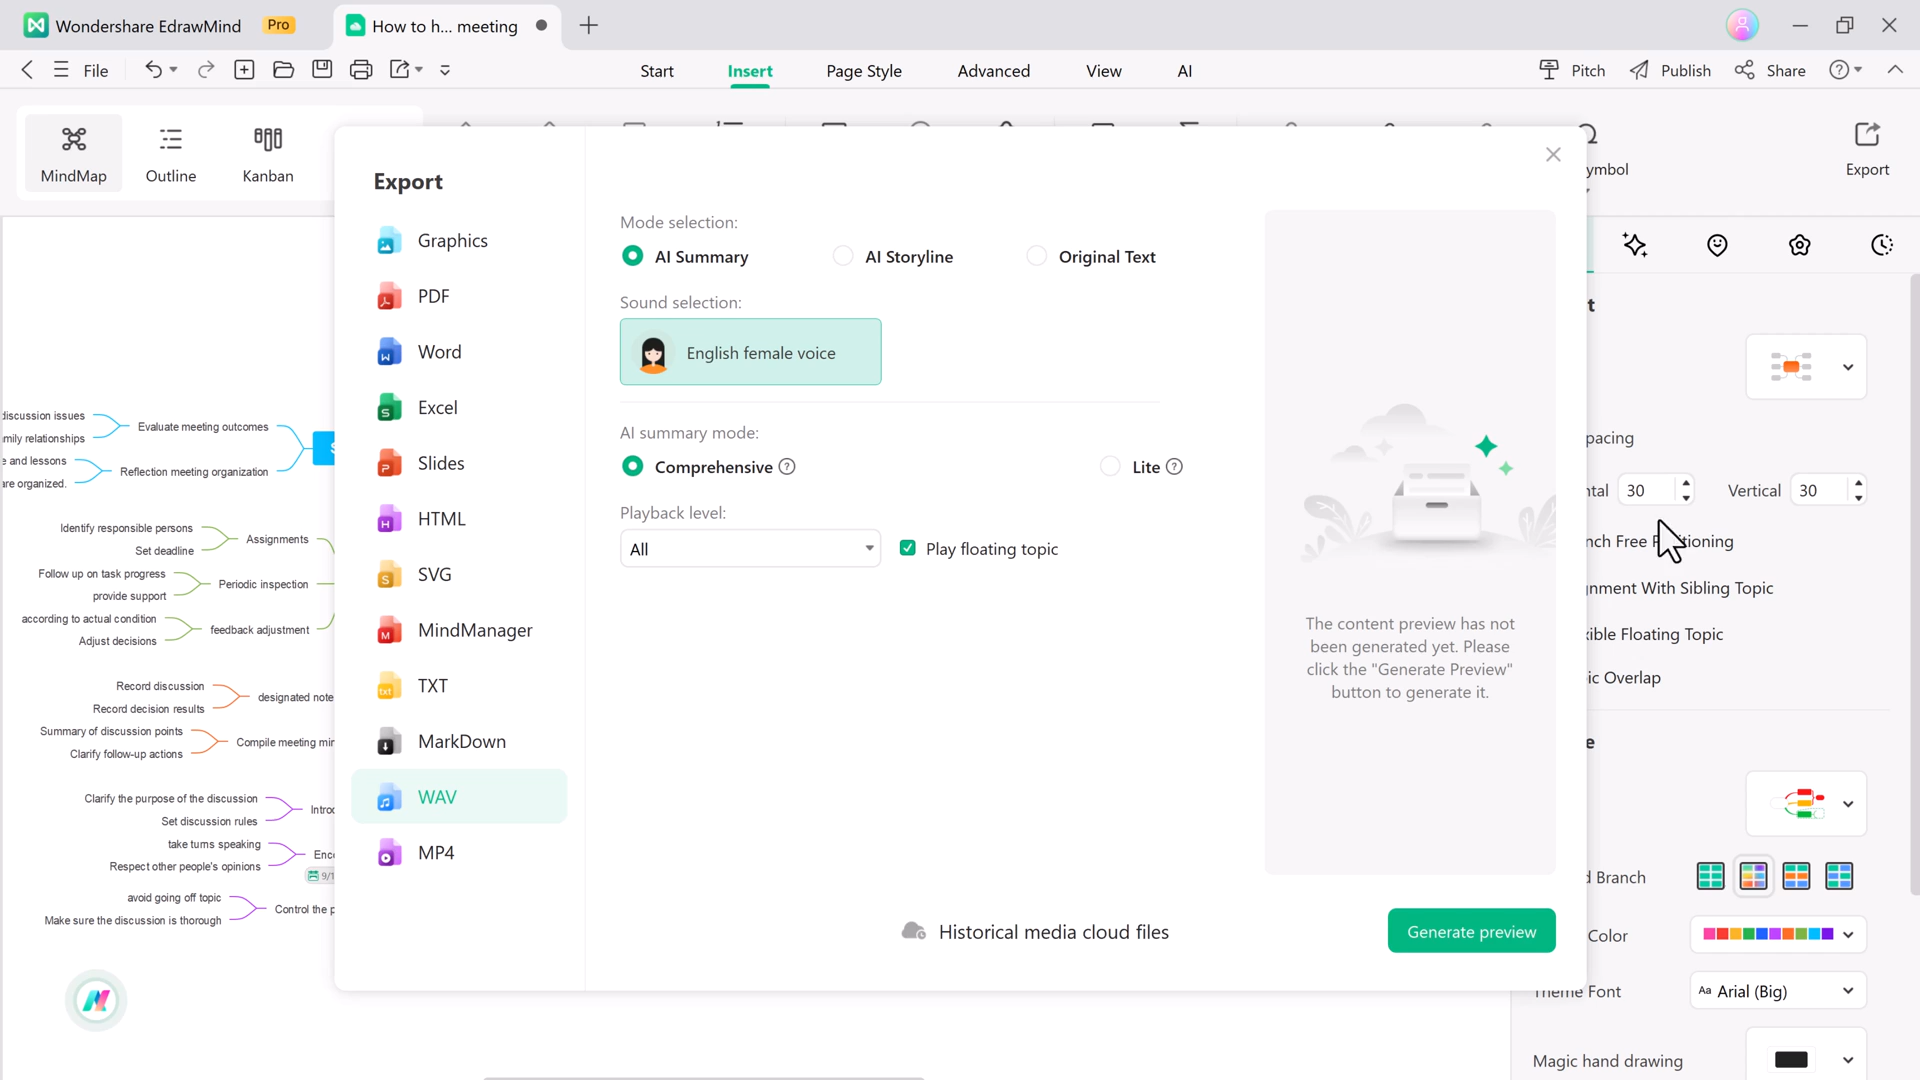 Wondershare EdrawMind Pro
How to h... meeting
File
Start Insert Page Style Advanced View AI
Pitch Publish Share
MindMap Outline Kanban
ymbol
Export
Export
Graphics
PDF
Word
Excel
Slides
HTML
SVG
MindManager
TXT
MarkDown
WAV
MP4
Mode selection:
AI Summary AI Storyline Original Text
Sound selection:
English female voice
AI summary mode:
Comprehensive Lite
Playback level:
All Play floating topic
The content preview has not
been generated yet. Please
click the "Generate Preview"
button to generate it.
Historical media cloud files
Generate preview
discussion issues
Evaluate meeting outcomes
mily relationships
e and lessons
Reflection meeting organization
are organized.
Identify responsible persons
Assignments
Set deadline
Follow up on task progress
Periodic inspection
provide support
according to actual condition
feedback adjustment
Adjust decisions
Record discussion
designated note
Record decision results
Summary of discussion points
Compile meeting min
Clarify follow-up actions
Clarify the purpose of the discussion
Introd
Set discussion rules
take turns speaking
Enc
Respect other people's opinions
9/1
avoid going off topic
Control the p
Make sure the discussion is thorough
t
pacing
ntal 30 Vertical 30
nch Free
tioning
nment With Sibling Topic
xible Floating Topic
ic Overlap
e
d Branch
Color
Theme Font Aa Arial (Big)
Magic hand drawing